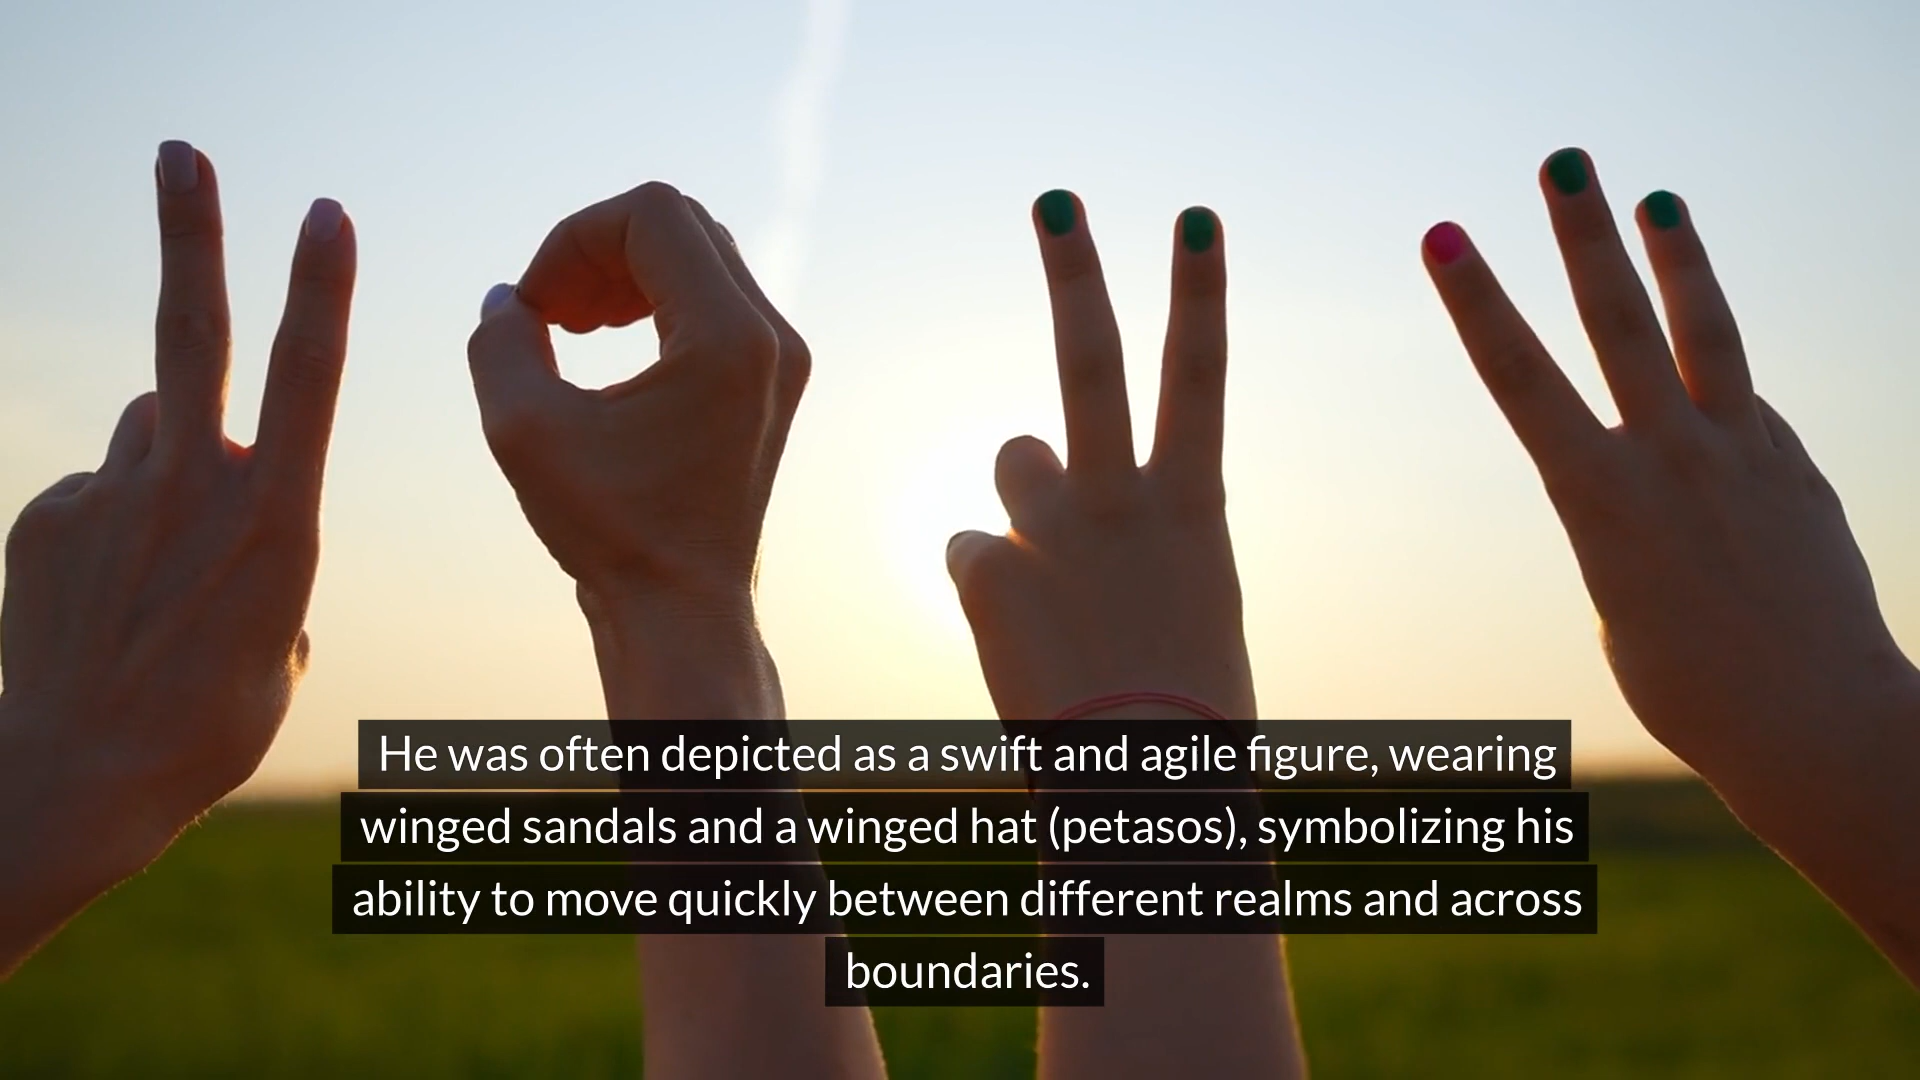 He was often depicted as a swift and agile figure, wearing
winged sandals and a winged hat (petasos), symbolizing his
ability to move quickly between different realms and across
boundaries.